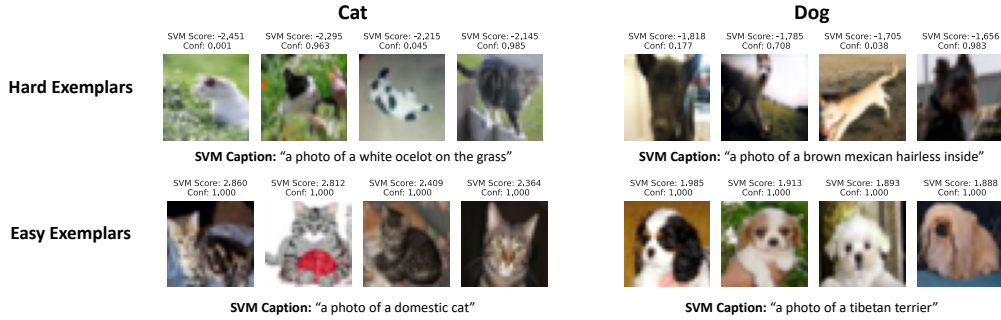 Cat
Dog
SVM Score: -2,451 SVM Score: -2,295 SVM Score: -2,215 SVM Score: -2,145
Conf: 0.001 Conf: 0.963 Conf: 0.045 Conf: 0.985
SVM Score: -1,818 SVM Score: -1,785 SVM Score: -1,705 SVM Score: -1,656
Conf: 0.177 Conf: 0.708 Conf: 0.038 Conf: 0.983
Hard Exemplars
SVM Caption: “a photo of a white ocelot on the grass”
SVM Caption: “a photo of a brown mexican hairless inside”
SVM Score: 2.860 SVM Score: 2.812 SVM Score: 2.409 SVM Score: 2.364
Conf: 1.000 Conf: 1.000 Conf: 1.000 Conf: 1.000
SVM Score: 1.985 SVM Score: 1.913 SVM Score: 1.893 SVM Score: 1.888
Conf: 1.000 Conf: 1.000 Conf: 1.000 Conf: 1.000
Easy Exemplars
SVM Caption: “a photo of a domestic cat”
SVM Caption: “a photo of a tibetan terrier”